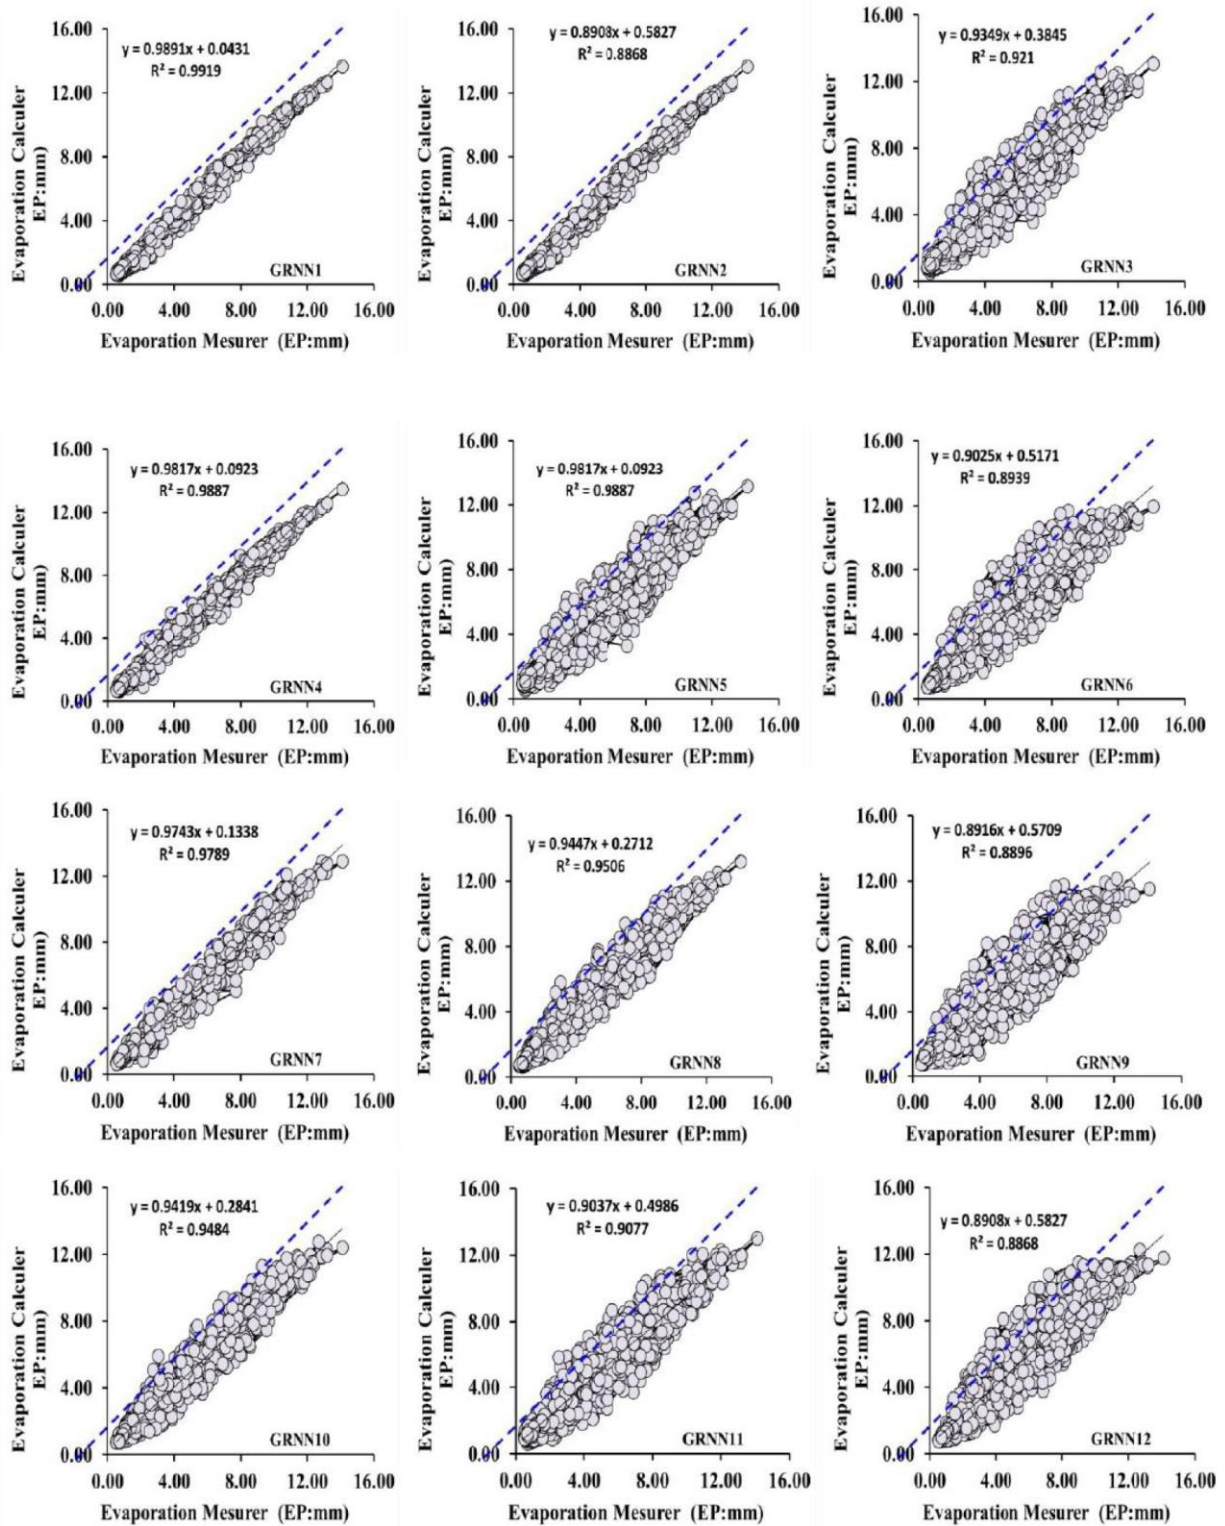 16.00 16.00 16.00
y = 0.9891x + 0.0431 y = 0.8908x + 0.5827 y = 0.9349x + 0.3845
R² = 0.9919 R² = 0.8868 R² = 0.921
12.00 12.00 12.00
Evaporation Calculer Evaporation Calculer Evaporation Calculer
EP:mm) EP:mm) EP:mm)
8.00 8.00 8.00
4.00 4.00 4.00
GRNN1 GRNN2 GRNN3
0.00 0.00 0.00
0.00 4.00 8.00 12.00 16.00 0.00 4.00 8.00 12.00 16.00 0.00 4.00 8.00 12.00 16.00
Evaporation Mesurer (EP:mm) Evaporation Mesurer (EP:mm) Evaporation Mesurer (EP:mm)
16.00 16.00 16.00
y = 0.9817x + 0.0923 y = 0.9817x + 0.0923 y = 0.9025x + 0.5171
R² = 0.9887 R² = 0.9887 R² = 0.8939
12.00 12.00 12.00
Evaporation Calculer Evaporation Calculer Evaporation Calculer
EP:mm) EP:mm) EP:mm)
8.00 8.00 8.00
4.00 4.00 4.00
GRNN4 GRNN5 GRNN6
0.00 0.00 0.00
0.00 4.00 8.00 12.00 16.00 0.00 4.00 8.00 12.00 16.00 0.00 4.00 8.00 12.00 16.00
Evaporation Mesurer (EP:mm) Evaporation Mesurer (EP:mm) Evaporation Mesurer (EP:mm)
16.00 16.00 16.00
y = 0.9743x + 0.1338 y = 0.9447x + 0.2712 y = 0.8916x + 0.5709
R² = 0.9789 R² = 0.9506 R² = 0.8896
12.00 12.00 12.00
Evaporation Calculer Evaporation Calculer Evaporation Calculer
EP:mm) EP:mm) EP:mm)
8.00 8.00 8.00
4.00 4.00 4.00
GRNN7 GRNN8 GRNN9
0.00 0.00 0.00
0.00 4.00 8.00 12.00 16.00 0.00 4.00 8.00 12.00 16.00 0.00 4.00 8.00 12.00 16.00
Evaporation Mesurer (EP:mm) Evaporation Mesurer (EP:mm) Evaporation Mesurer (EP:mm)
16.00 16.00 16.00
y = 0.9419x + 0.2841 y = 0.9037x + 0.4986 y = 0.8908x + 0.5827
R² = 0.9484 R² = 0.9077 R² = 0.8868
12.00 12.00 12.00
Evaporation Calculer Evaporation Calculer Evaporation Calculer
EP:mm) EP:mm) EP:mm)
8.00 8.00 8.00
4.00 4.00 4.00
GRNN10 GRNN11 GRNN12
0.00 0.00 0.00
0.00 4.00 8.00 12.00 16.00 0.00 4.00 8.00 12.00 16.00 0.00 4.00 8.00 12.00 16.00
Evaporation Mesurer (EP:mm) Evaporation Mesurer (EP:mm) Evaporation Mesurer (EP:mm)